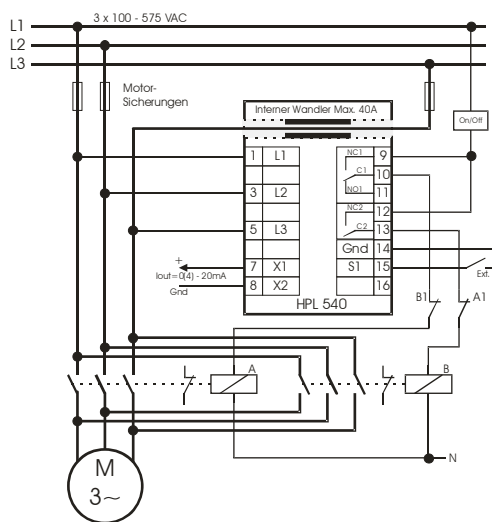 L1 3 x 100 - 575 VAC
L2
L3
Motor-
Sicherungen
Interner Wandler Max. 40A
On/Off
1 L1 NC1 9
C1 10
3 L2 NO1 11
NC2 12
5 L3 C2 13
Gnd 14
+
7 X1 S1 15
Iout=0(4) - 20mA
Ext.
Gnd
8 X2 16
HPL 540
B1 A1
A B
N
M
3~